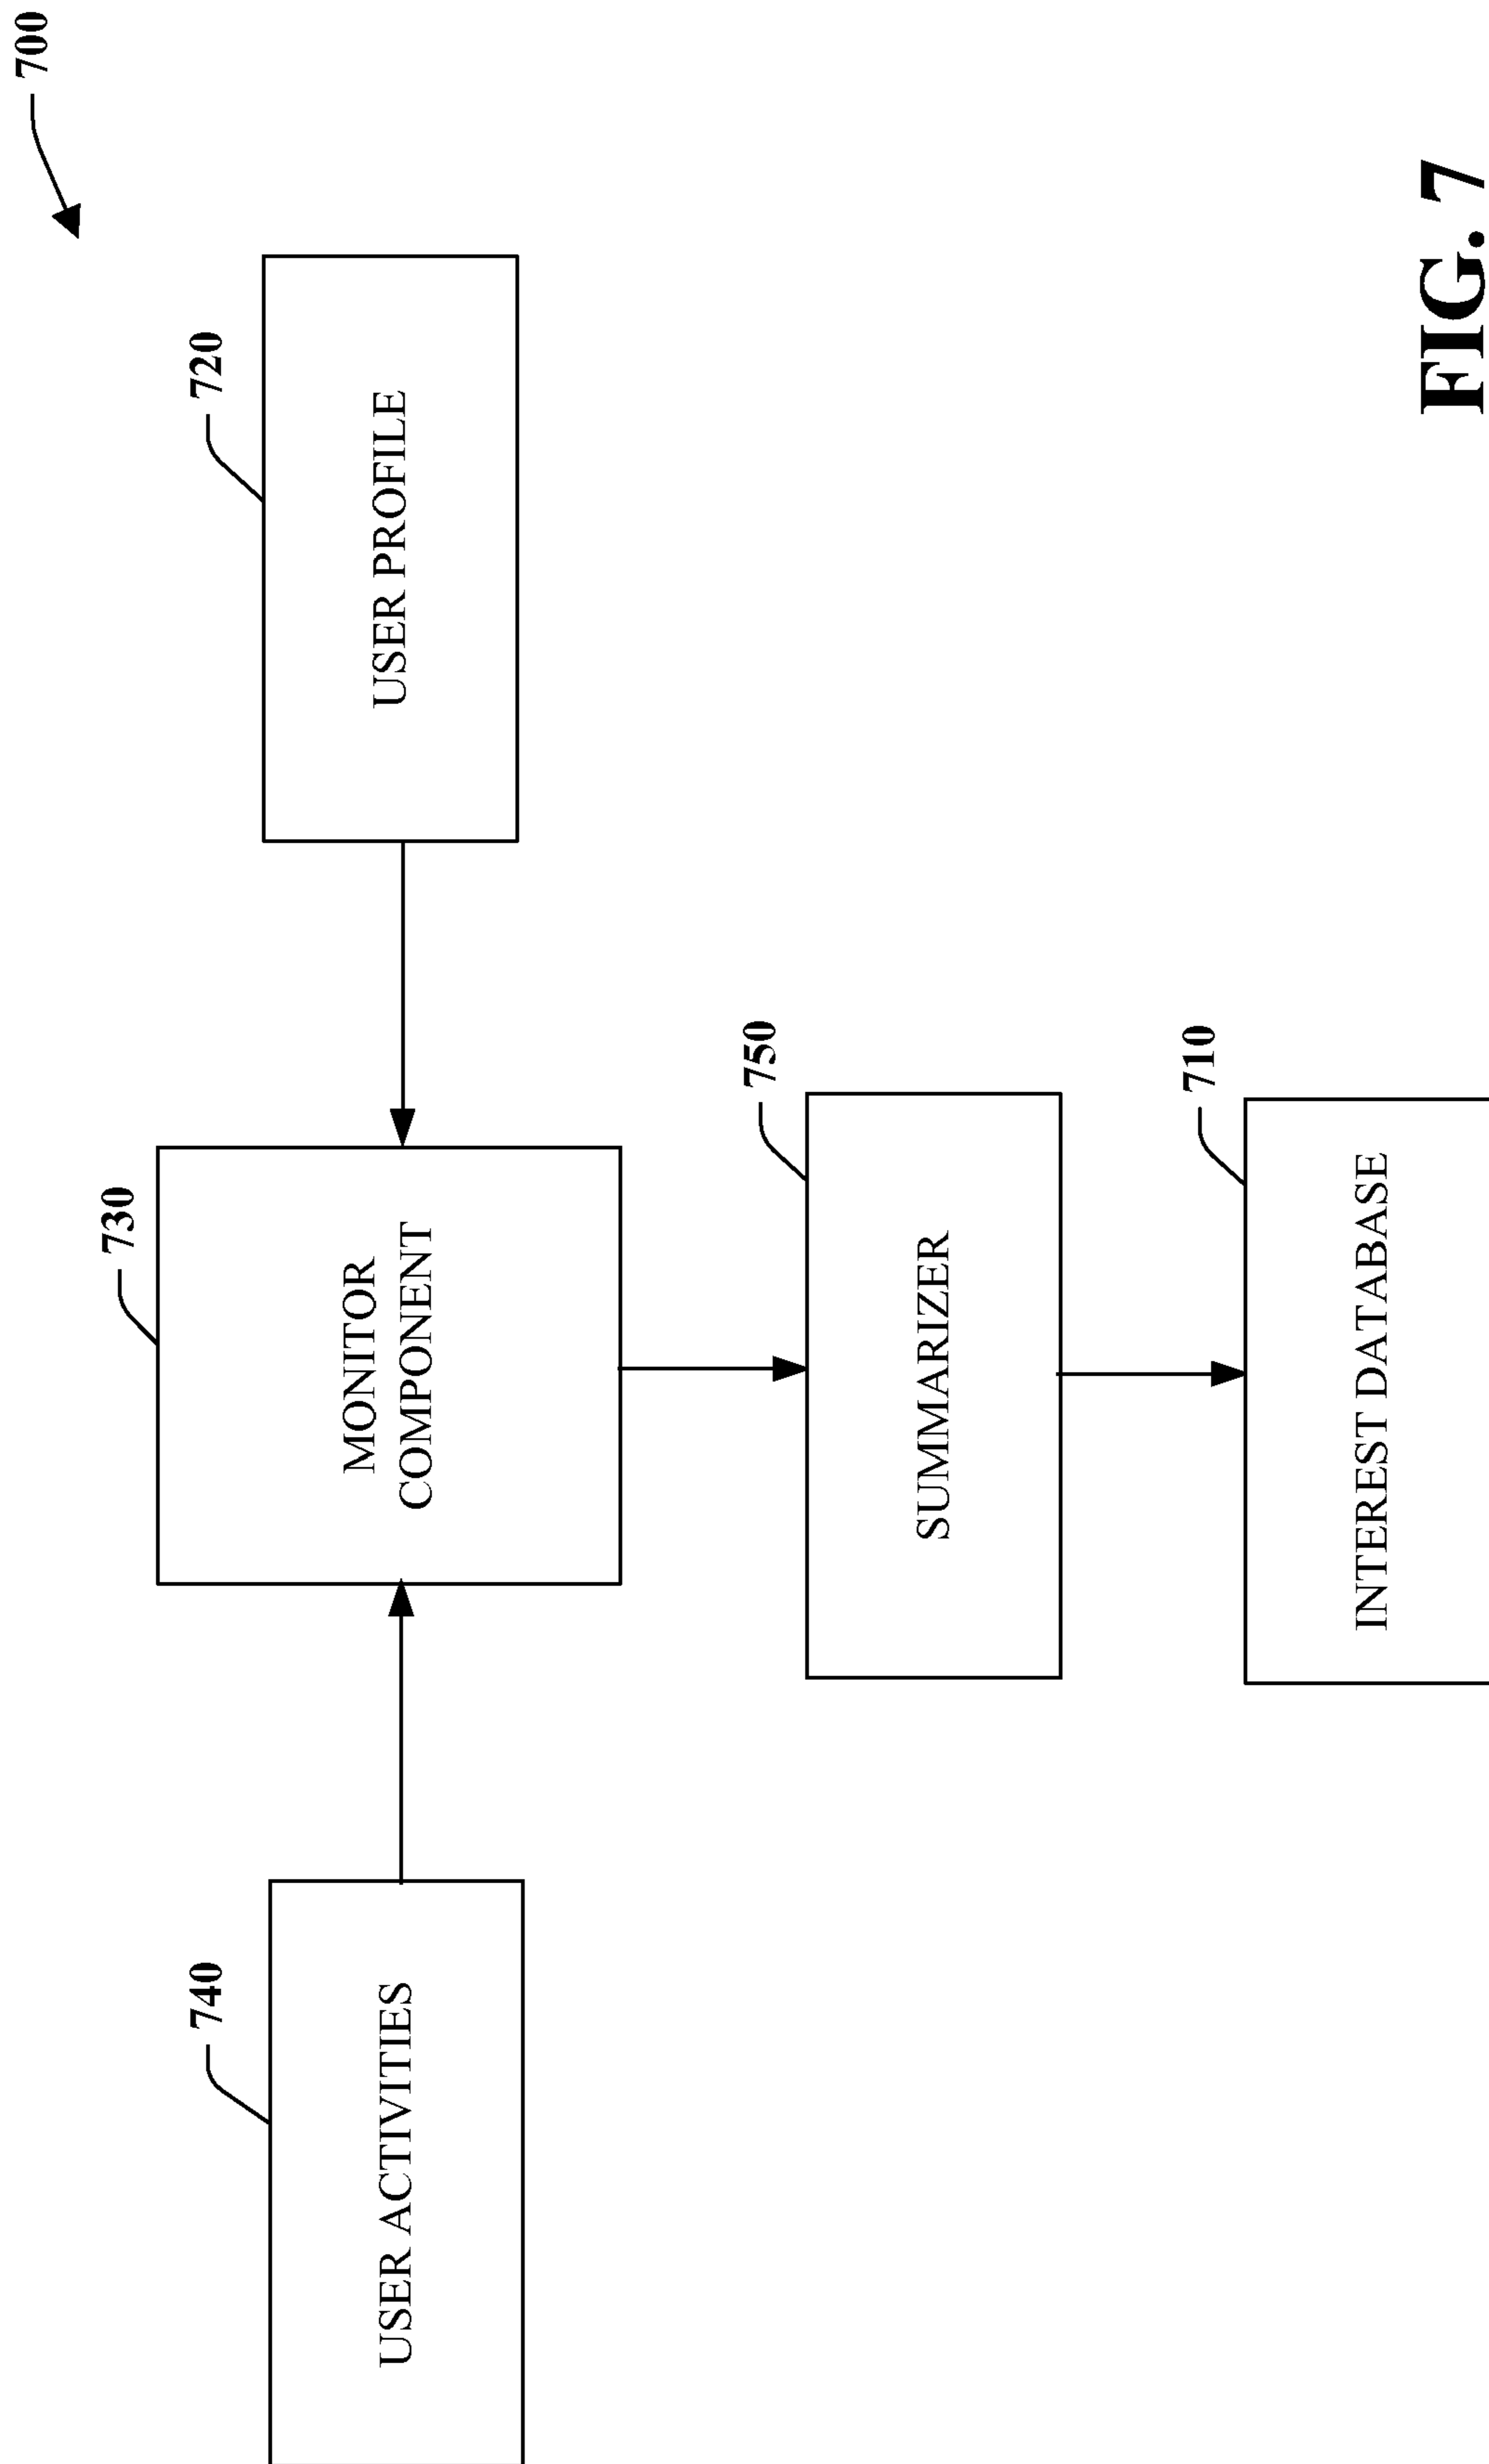 700
730
740
720
USER ACTIVITIES
MONITOR
COMPONENT
USER PROFILE
750
SUMMARIZER
710
INTEREST DATABASE
FIG. 7